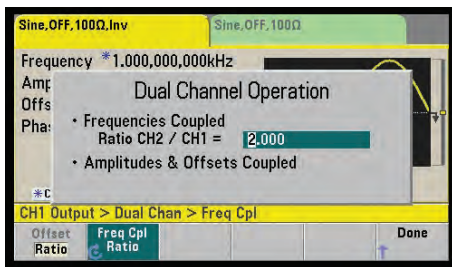 Sine,OFF,100Ω,Inv
Sine,OFF,100Ω
Frequency *1.000,000,000kHz
Amp
Offs
Pha
Dual Channel Operation
• Frequencies Coupled
Ratio CH2 / CH1 = 2.000
• Amplitudes & Offsets Coupled
*C
CH1 Output > Dual Chan > Freq Cpl
Offset
Ratio
Freq Cpl
Ratio
Done